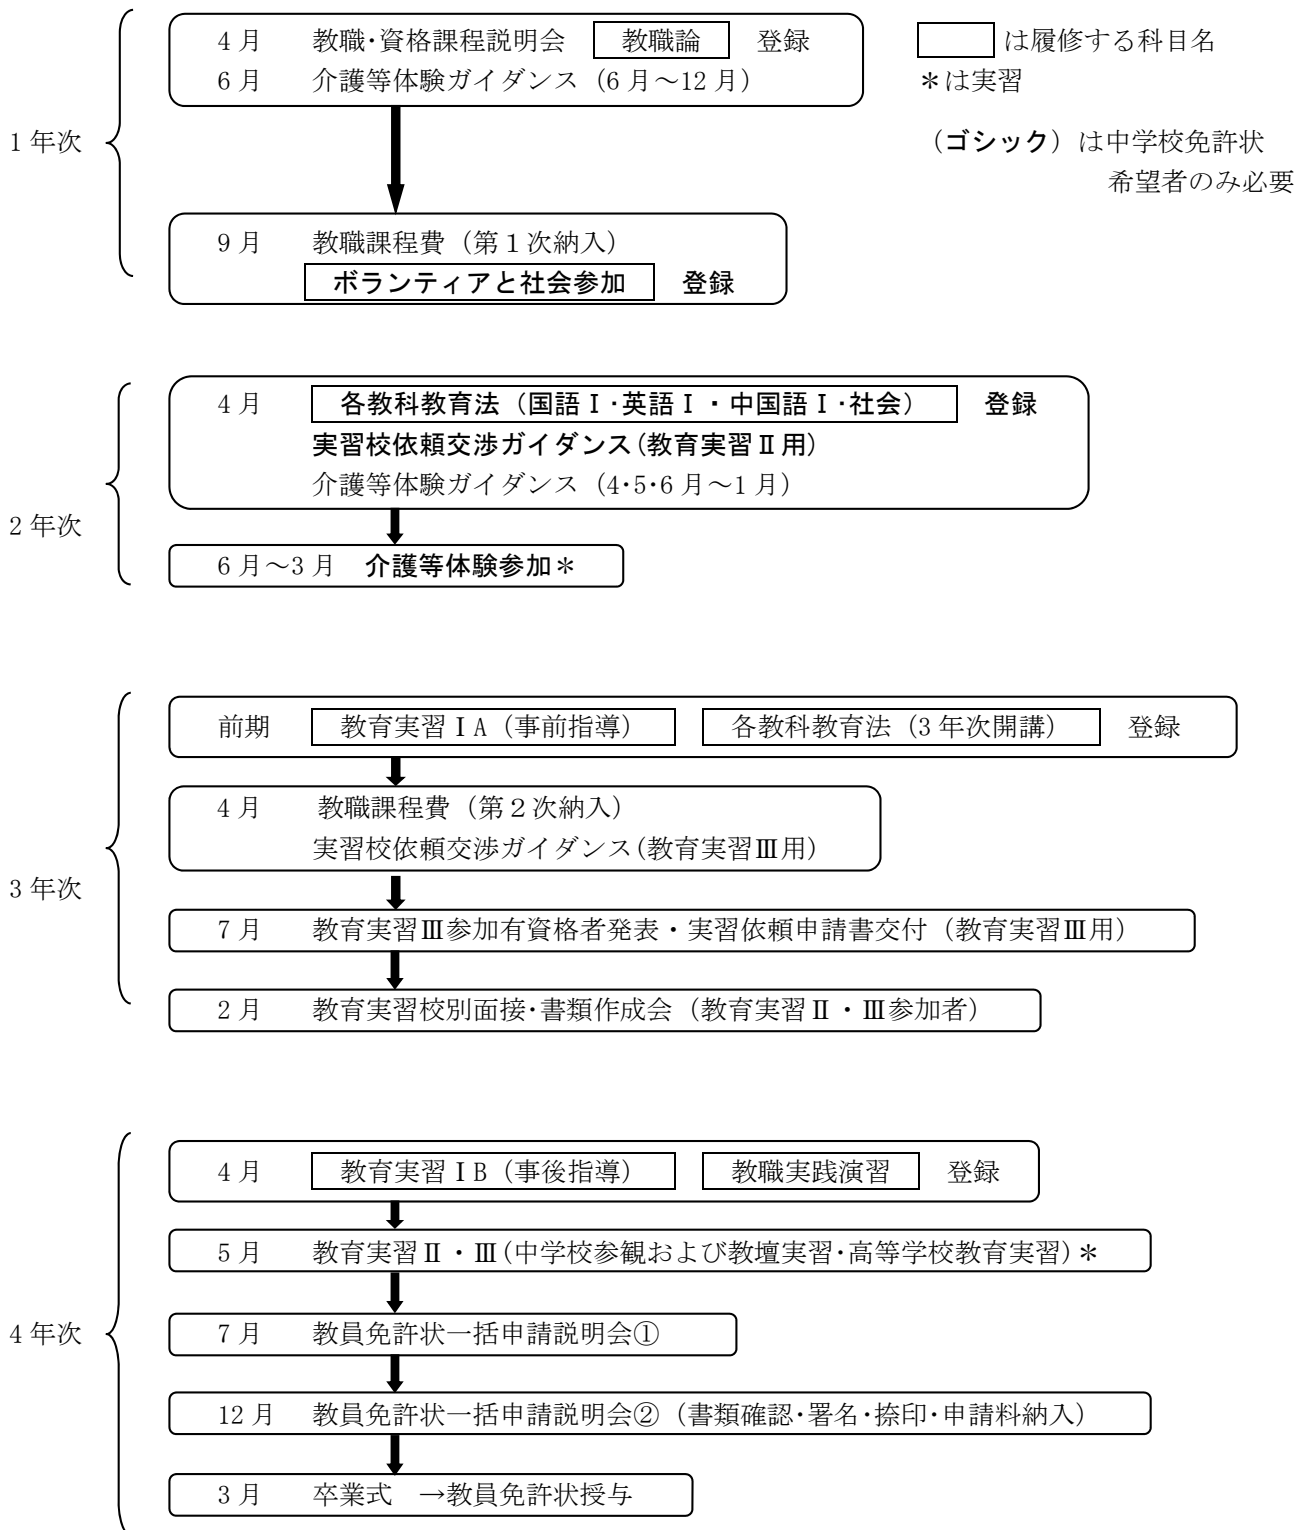 4月 教職・資格課程説明会 教職論 登録
6月 介護等体験ガイダンス（6月～12月）
は履修する科目名
＊は実習
（ゴシック）は中学校免許状
希望者のみ必要
1年次
9月 教職課程費（第1次納入）
ボランティアと社会参加 登録
4月 各教科教育法（国語Ⅰ・英語Ⅰ・中国語Ⅰ・社会） 登録
実習校依頼交渉ガイダンス(教育実習Ⅱ用)
介護等体験ガイダンス（4・5・6月～1月）
2年次
6月～3月 介護等体験参加＊
前期 教育実習ⅠA（事前指導） 各教科教育法（3年次開講） 登録
4月 教職課程費（第2次納入）
実習校依頼交渉ガイダンス(教育実習Ⅲ用)
3年次
7月 教育実習Ⅲ参加有資格者発表・実習依頼申請書交付（教育実習Ⅲ用）
2月 教育実習校別面接・書類作成会（教育実習Ⅱ・Ⅲ参加者）
4月 教育実習ⅠB（事後指導） 教職実践演習 登録
5月 教育実習Ⅱ・Ⅲ(中学校参観および教壇実習・高等学校教育実習)＊
4年次
7月 教員免許状一括申請説明会①
12月 教員免許状一括申請説明会②（書類確認・署名・捺印・申請料納入）
3月 卒業式 →教員免許状授与